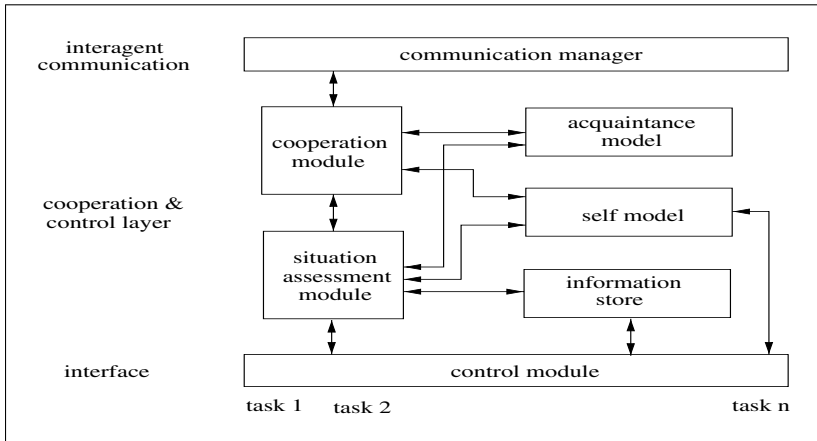 interagent
communication
communication manager
cooperation
module
acquaintance
model
cooperation &
control layer
self model
situation
assessment
module
information
store
interface
control module
task 1
task 2
task n